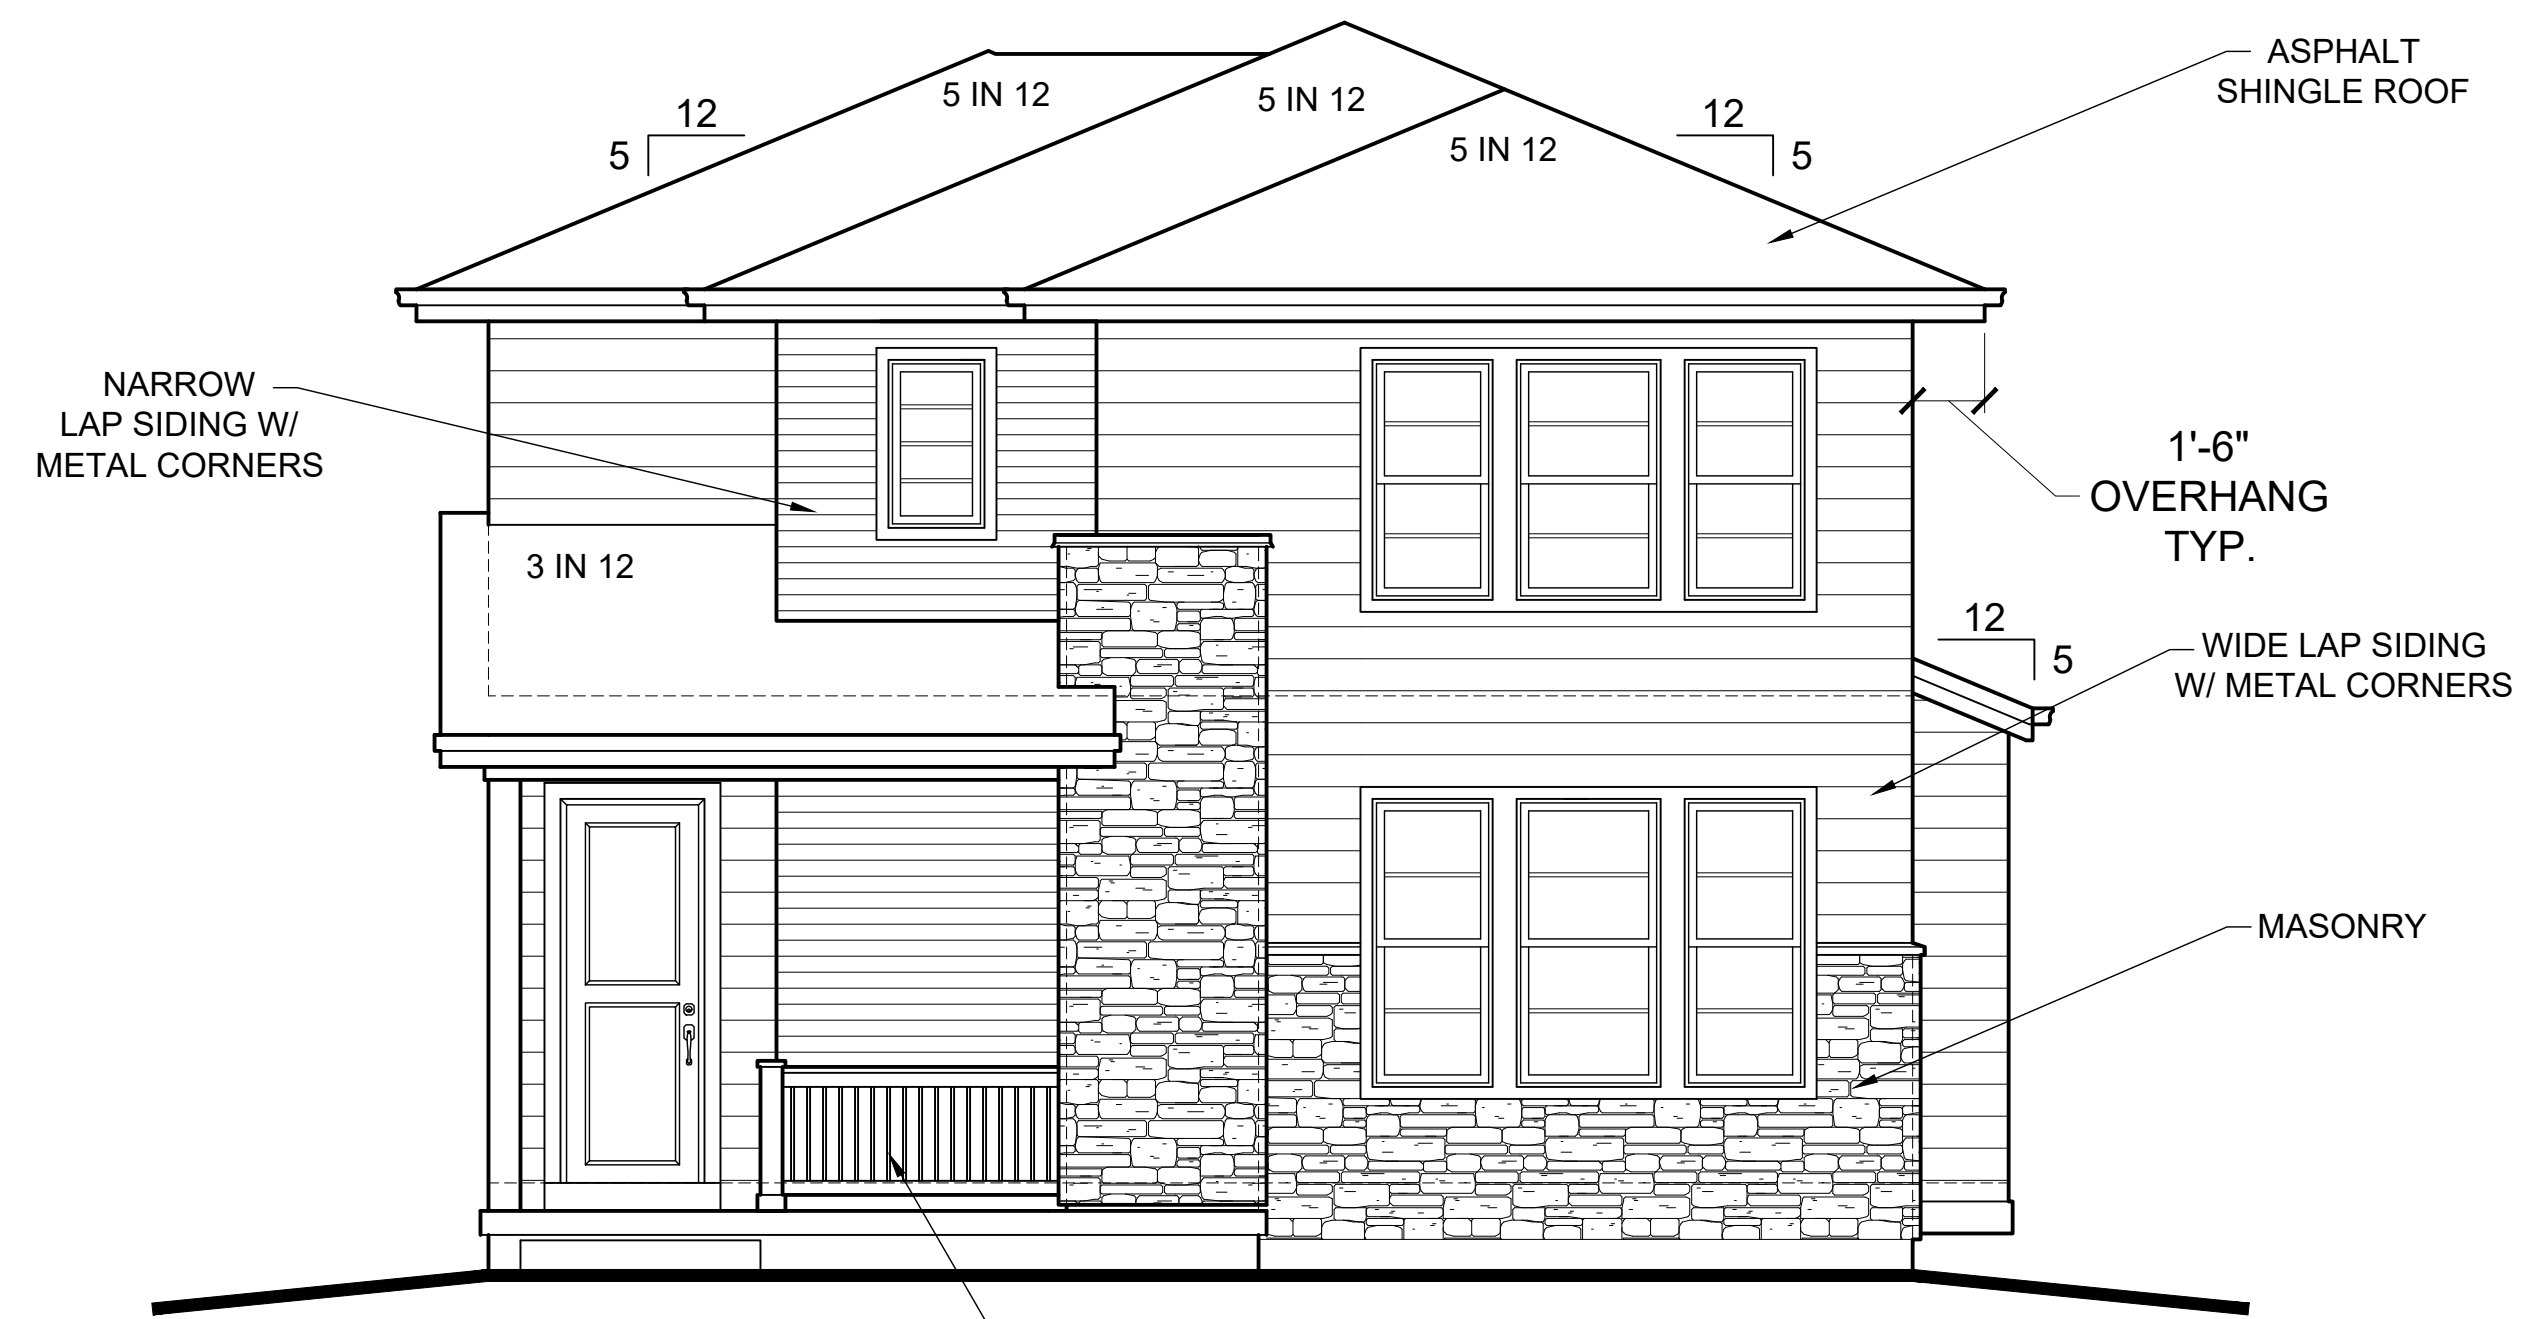 ASPHALT
SHINGLE ROOF
5 IN 12
5 IN 12
5 IN 12
12
5
12
5
NARROW
LAP SIDING W/
METAL CORNERS
1'-6"
OVERHANG
TYP.
3 IN 12
12
5
WIDE LAP SIDING
W/ METAL CORNERS
MASONRY